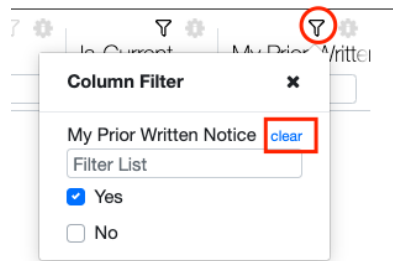 Is Current
My Prior Written
Column Filter
My Prior Written Notice clear
Filter List
Yes
No